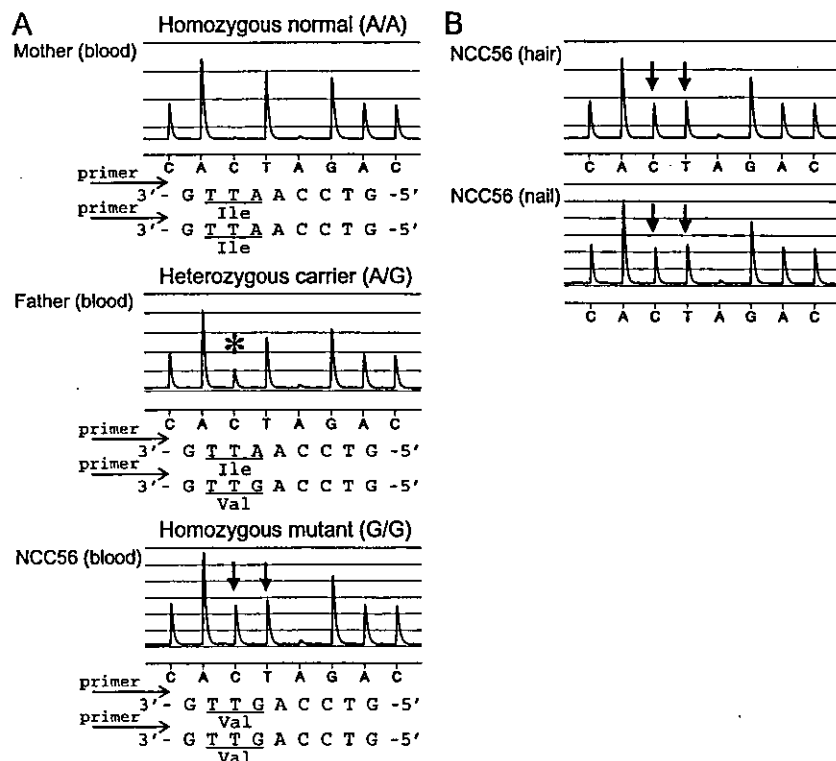 A
Homozygous normal (A/A)
Mother (blood)
C A C T A G A C
primer
3′- G T T A A C C T G -5′
Ile
primer
3′- G T T A A C C T G -5′
Ile
Heterozygous carrier (A/G)
Father (blood)
*
C A C T A G A C
primer
3′- G T T A A C C T G -5′
Ile
primer
3′- G T T G A C C T G -5′
Val
Homozygous mutant (G/G)
NCC56 (blood)
C A C T A G A C
primer
3′- G T T G A C C T G -5′
Val
primer
3′- G T T G A C C T G -5′
Val
B
NCC56 (hair)
C A C T A G A C
NCC56 (nail)
C A C T A G A C